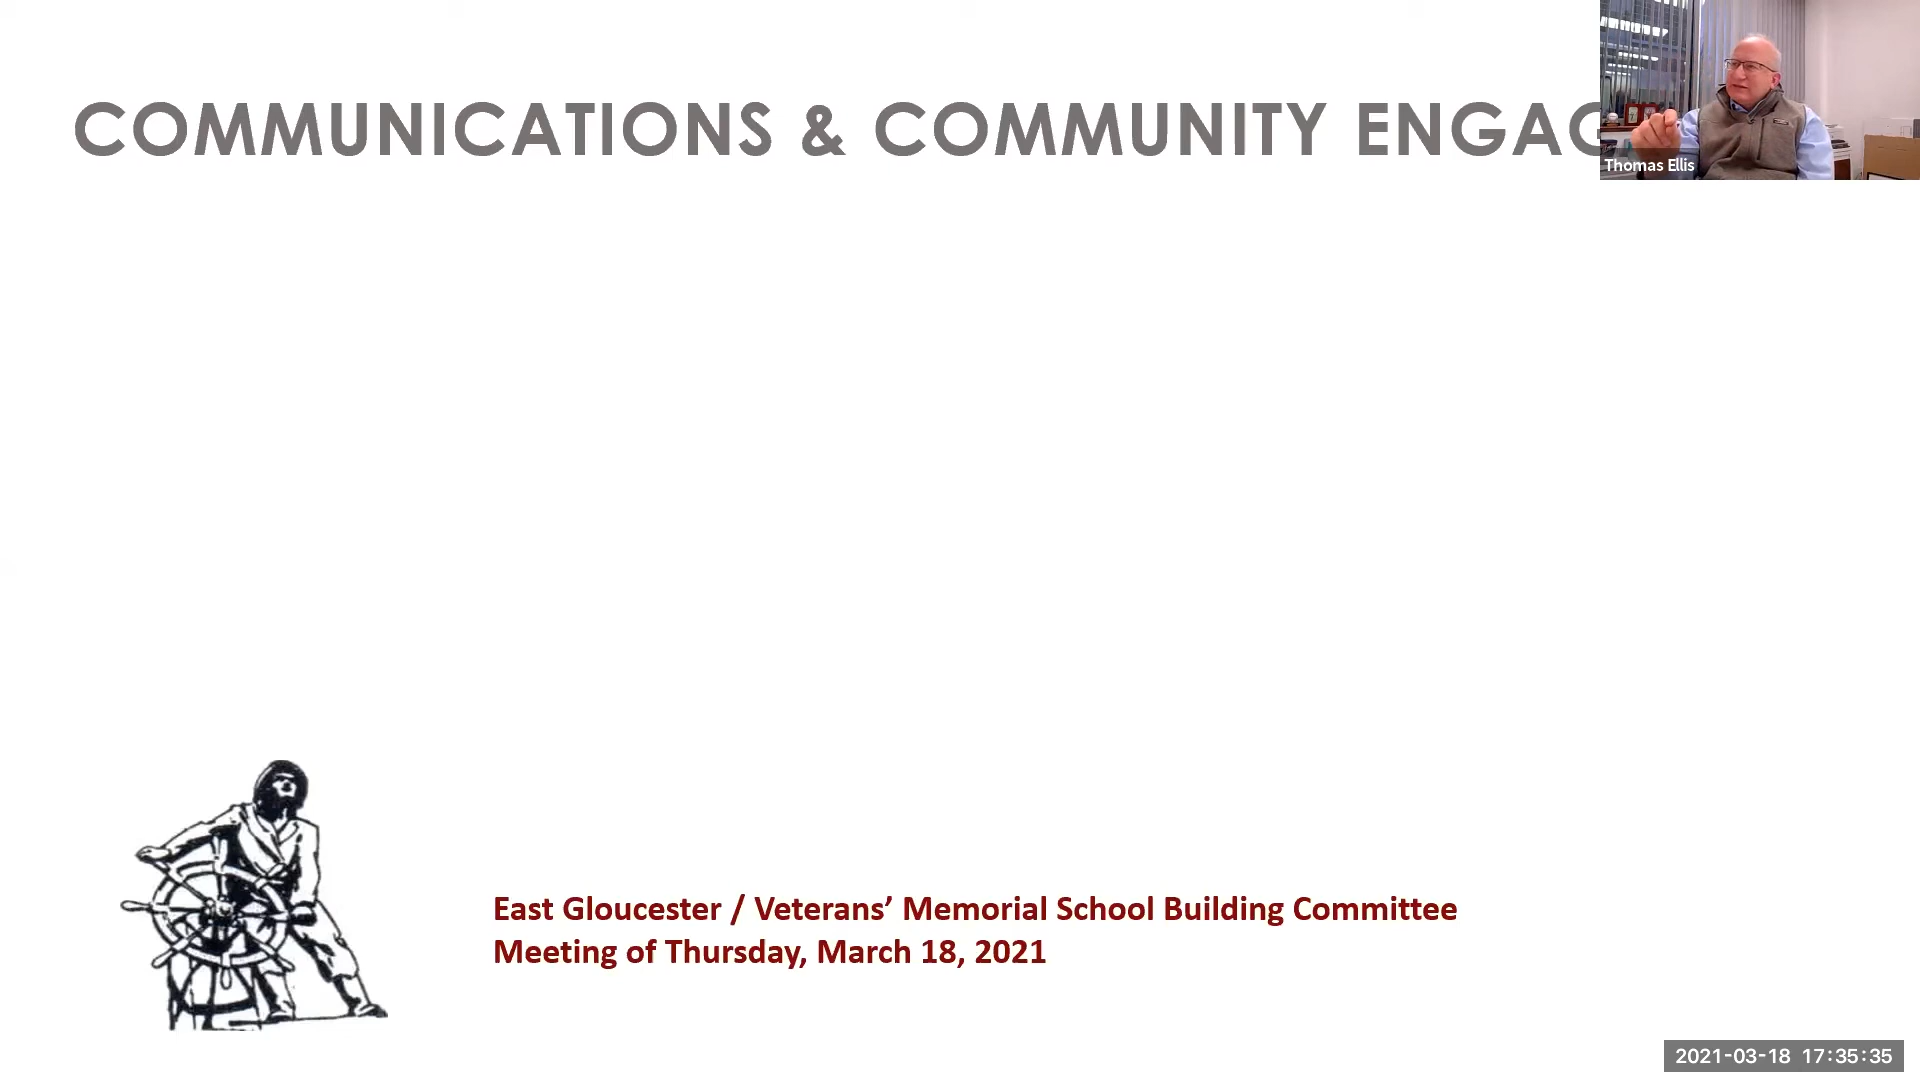 COMMUNICATIONS & COMMUNITY ENGAG
Thomas Ellis
East Gloucester / Veterans’ Memorial School Building Committee
Meeting of Thursday, March 18, 2021
2021-03-18 17:35:35